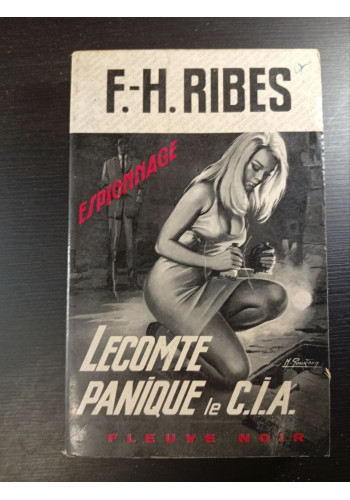 F.-H. RIBES
ESPIONNAGE
LECOMTE
PANIQUE le C.I.A.
FLEUVE NOIR